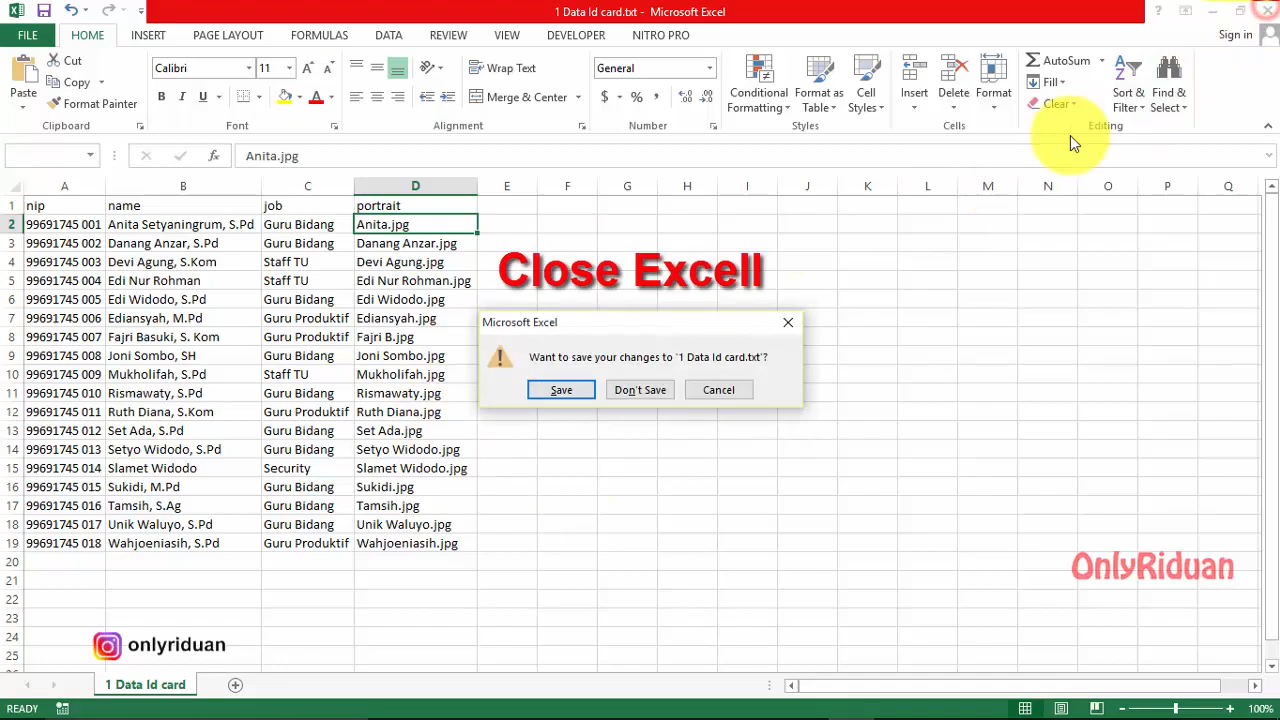 1 Data Id card.txt - Microsoft Excel
FILE HOME INSERT PAGE LAYOUT FORMULAS DATA REVIEW VIEW DEVELOPER NITRO PRO Sign in
Cut
Copy
Format Painter
Paste
Clipboard
Calibri 11
B I U
Font
Wrap Text
Merge & Center
Alignment
General
$ % ,
Number
Conditional Formatting
Format as Table
Cell Styles
Styles
Insert Delete Format
Cells
AutoSum
Fill
Clear
Sort & Filter
Find & Select
Editing
Anita.jpg
A B C D E F G H I J K L M N O P Q
1 nip name job portrait
2 99691745 001 Anita Setyaningrum, S.Pd Guru Bidang Anita.jpg
3 99691745 002 Danang Anzar, S.Pd Guru Bidang Danang Anzar.jpg
4 99691745 003 Devi Agung, S.Kom Staff TU Devi Agung.jpg
5 99691745 004 Edi Nur Rohman Staff TU Edi Nur Rohman.jpg
6 99691745 005 Edi Widodo, S.Pd Guru Bidang Edi Widodo.jpg
7 99691745 006 Ediansyah, M.Pd Guru Produktif Ediansyah.jpg
8 99691745 007 Fajri Basuki, S. Kom Guru Produktif Fajri B.jpg
9 99691745 008 Joni Sombo, SH Guru Bidang Joni Sombo.jpg
10 99691745 009 Mukholifah, S.Pd Staff TU Mukholifah.jpg
11 99691745 010 Rismawaty, S.Pd Guru Bidang Rismawaty.jpg
12 99691745 011 Ruth Diana, S.Kom Guru Produktif Ruth Diana.jpg
13 99691745 012 Set Ada, S.Pd Guru Bidang Set Ada.jpg
14 99691745 013 Setyo Widodo, S.Pd Guru Bidang Setyo Widodo.jpg
15 99691745 014 Slamet Widodo Security Slamet Widodo.jpg
16 99691745 015 Sukidi, M.Pd Guru Bidang Sukidi.jpg
17 99691745 016 Tamsih, S.Ag Guru Bidang Tamsih.jpg
18 99691745 017 Unik Waluyo, S.Pd Guru Bidang Unik Waluyo.jpg
19 99691745 018 Wahjoeniasih, S.Pd Guru Produktif Wahjoeniasih.jpg
20
21
22
23
24
25
Close Excell
Microsoft Excel
Want to save your changes to '1 Data Id card.txt'?
Save Don't Save Cancel
OnlyRiduan
onlyriduan
1 Data Id card
READY 100%